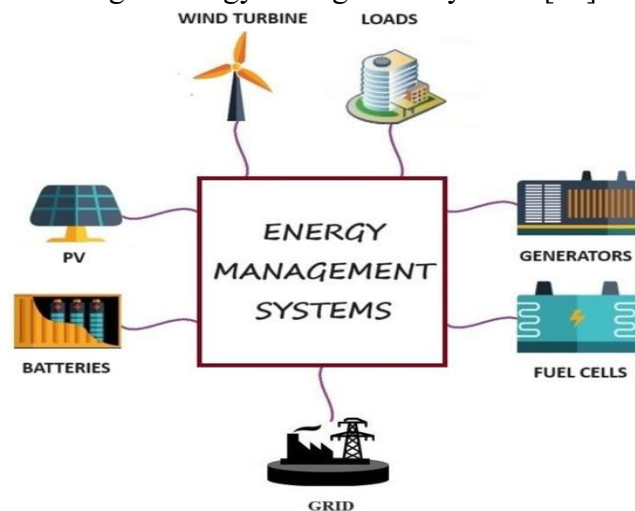 WIND TURBINE
LOADS
PV
ENERGY
MANAGEMENT
SYSTEMS
GENERATORS
BATTERIES
FUEL CELLS
GRID